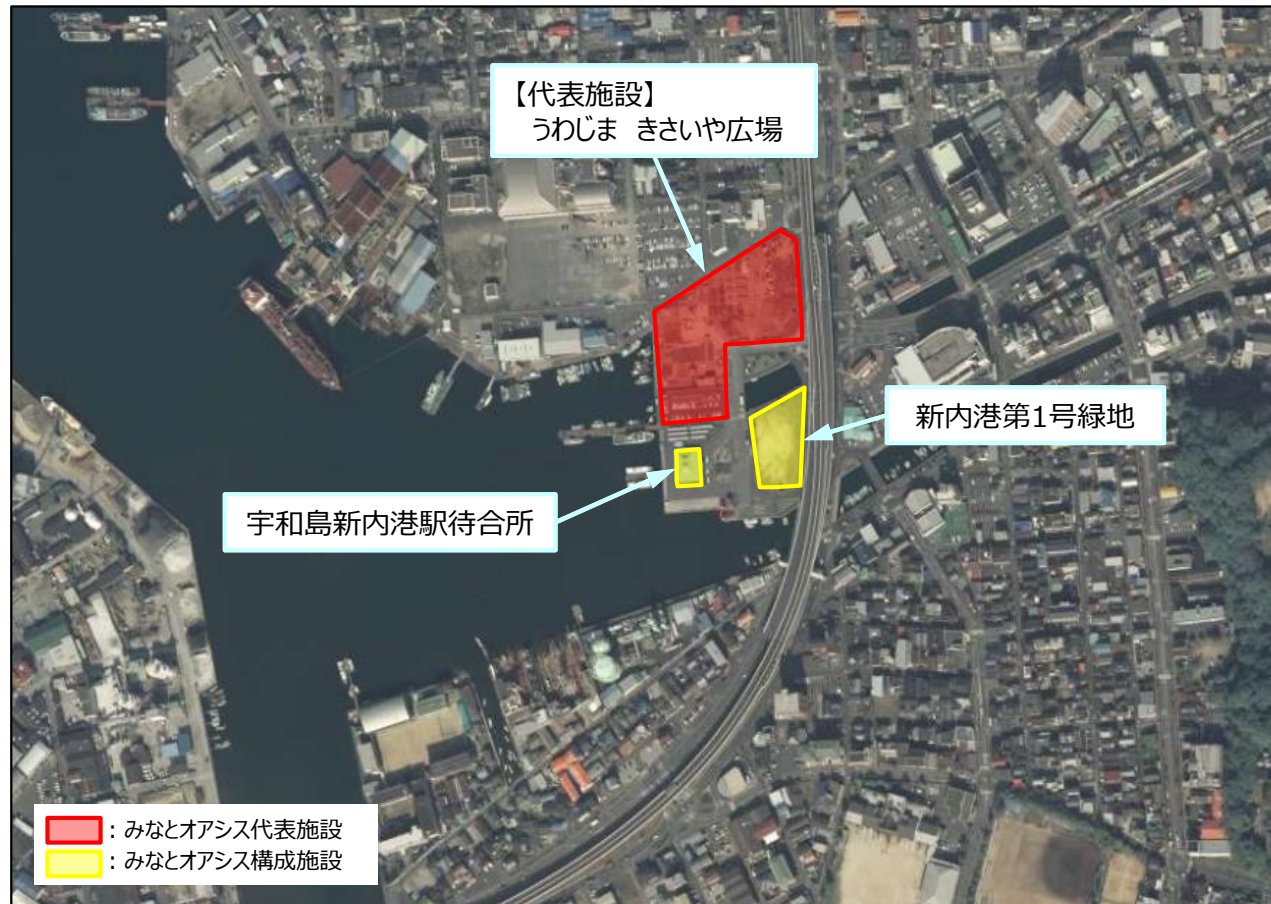 【代表施設】
うわじま きさいや広場
新内港第1号緑地
宇和島新内港駅待合所
：みなとオアシス代表施設
：みなとオアシス構成施設